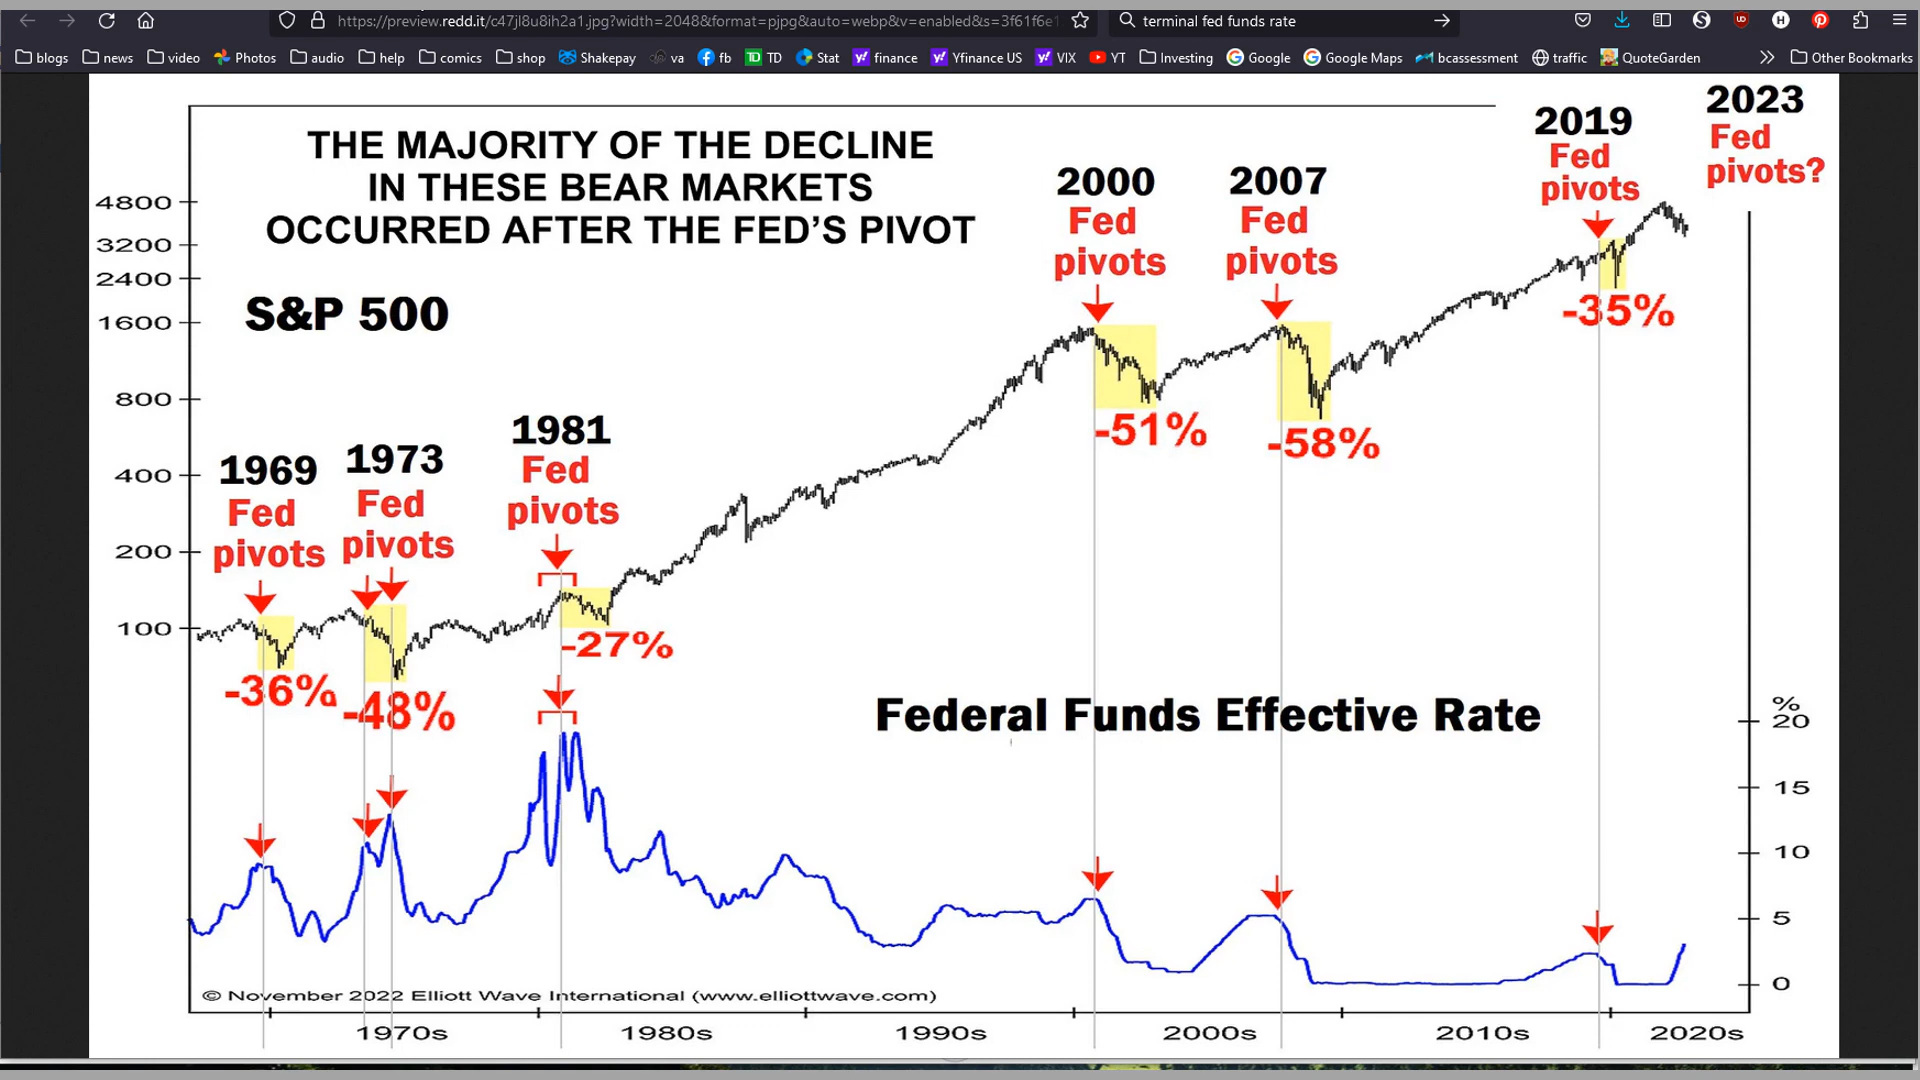 https://preview.redd.it/c47jl8u8ih2a1.jpg?width=2048&format=pjpg&auto=webp&v=enabled&s=3f61f6e1
terminal fed funds rate
blogs news video Photos audio help comics shop Shakepay va fb TD Stat finance Yfinance US VIX YT Investing Google Google Maps bcassessment traffic QuoteGarden Other Bookmarks
THE MAJORITY OF THE DECLINE
IN THESE BEAR MARKETS
OCCURRED AFTER THE FED'S PIVOT
S&P 500
4800
3200
2400
1600
800
400
200
100
1969
Fed
pivots
-36%
1973
Fed
pivots
-48%
1981
Fed
pivots
-27%
2000
Fed
pivots
-51%
2007
Fed
pivots
-58%
2019
Fed
pivots
-35%
2023
Fed
pivots?
Federal Funds Effective Rate
%
20
15
10
5
0
© November 2022 Elliott Wave International (www.elliottwave.com)
1970s 1980s 1990s 2000s 2010s 2020s